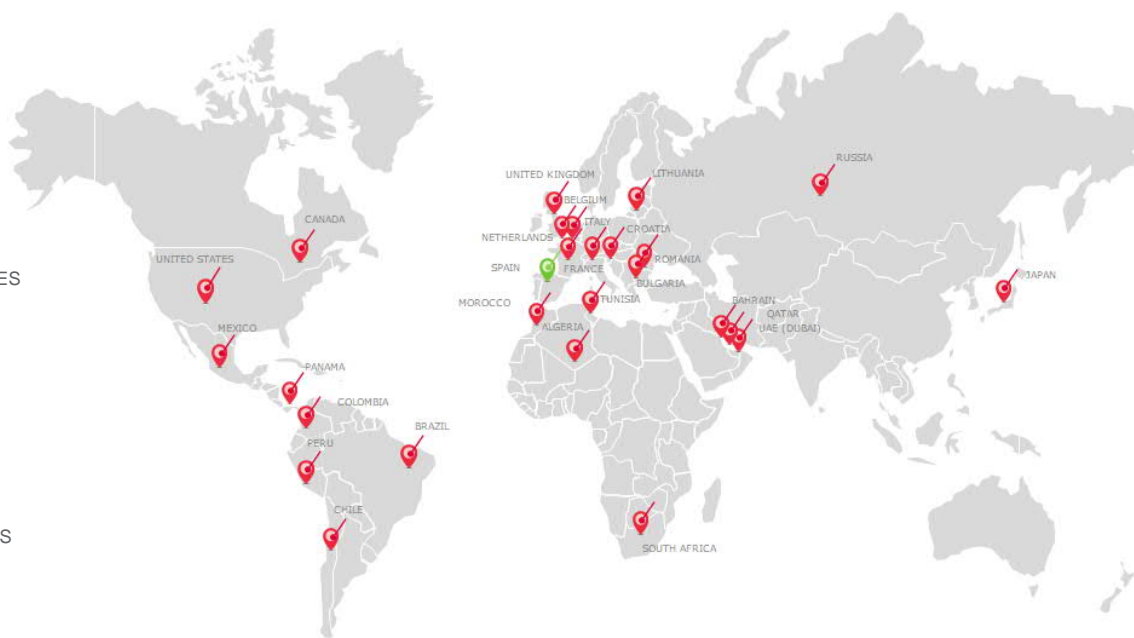 RUSSIA
UNITED KINGDOM
LITHUANIA
BELGIUM
CANADA
ITALY
CROATIA
NETHERLANDS
UNITED STATES
ROMANIA
SPAIN
FRANCE
ES
JAPAN
BULGARIA
MOROCCO
TUNISIA
BAHRAIN
QATAR
MEXICO
ALGERIA
UAE (DUBAI)
PANAMA
COLOMBIA
BRAZIL
PERU
CHILE
S
SOUTH AFRICA